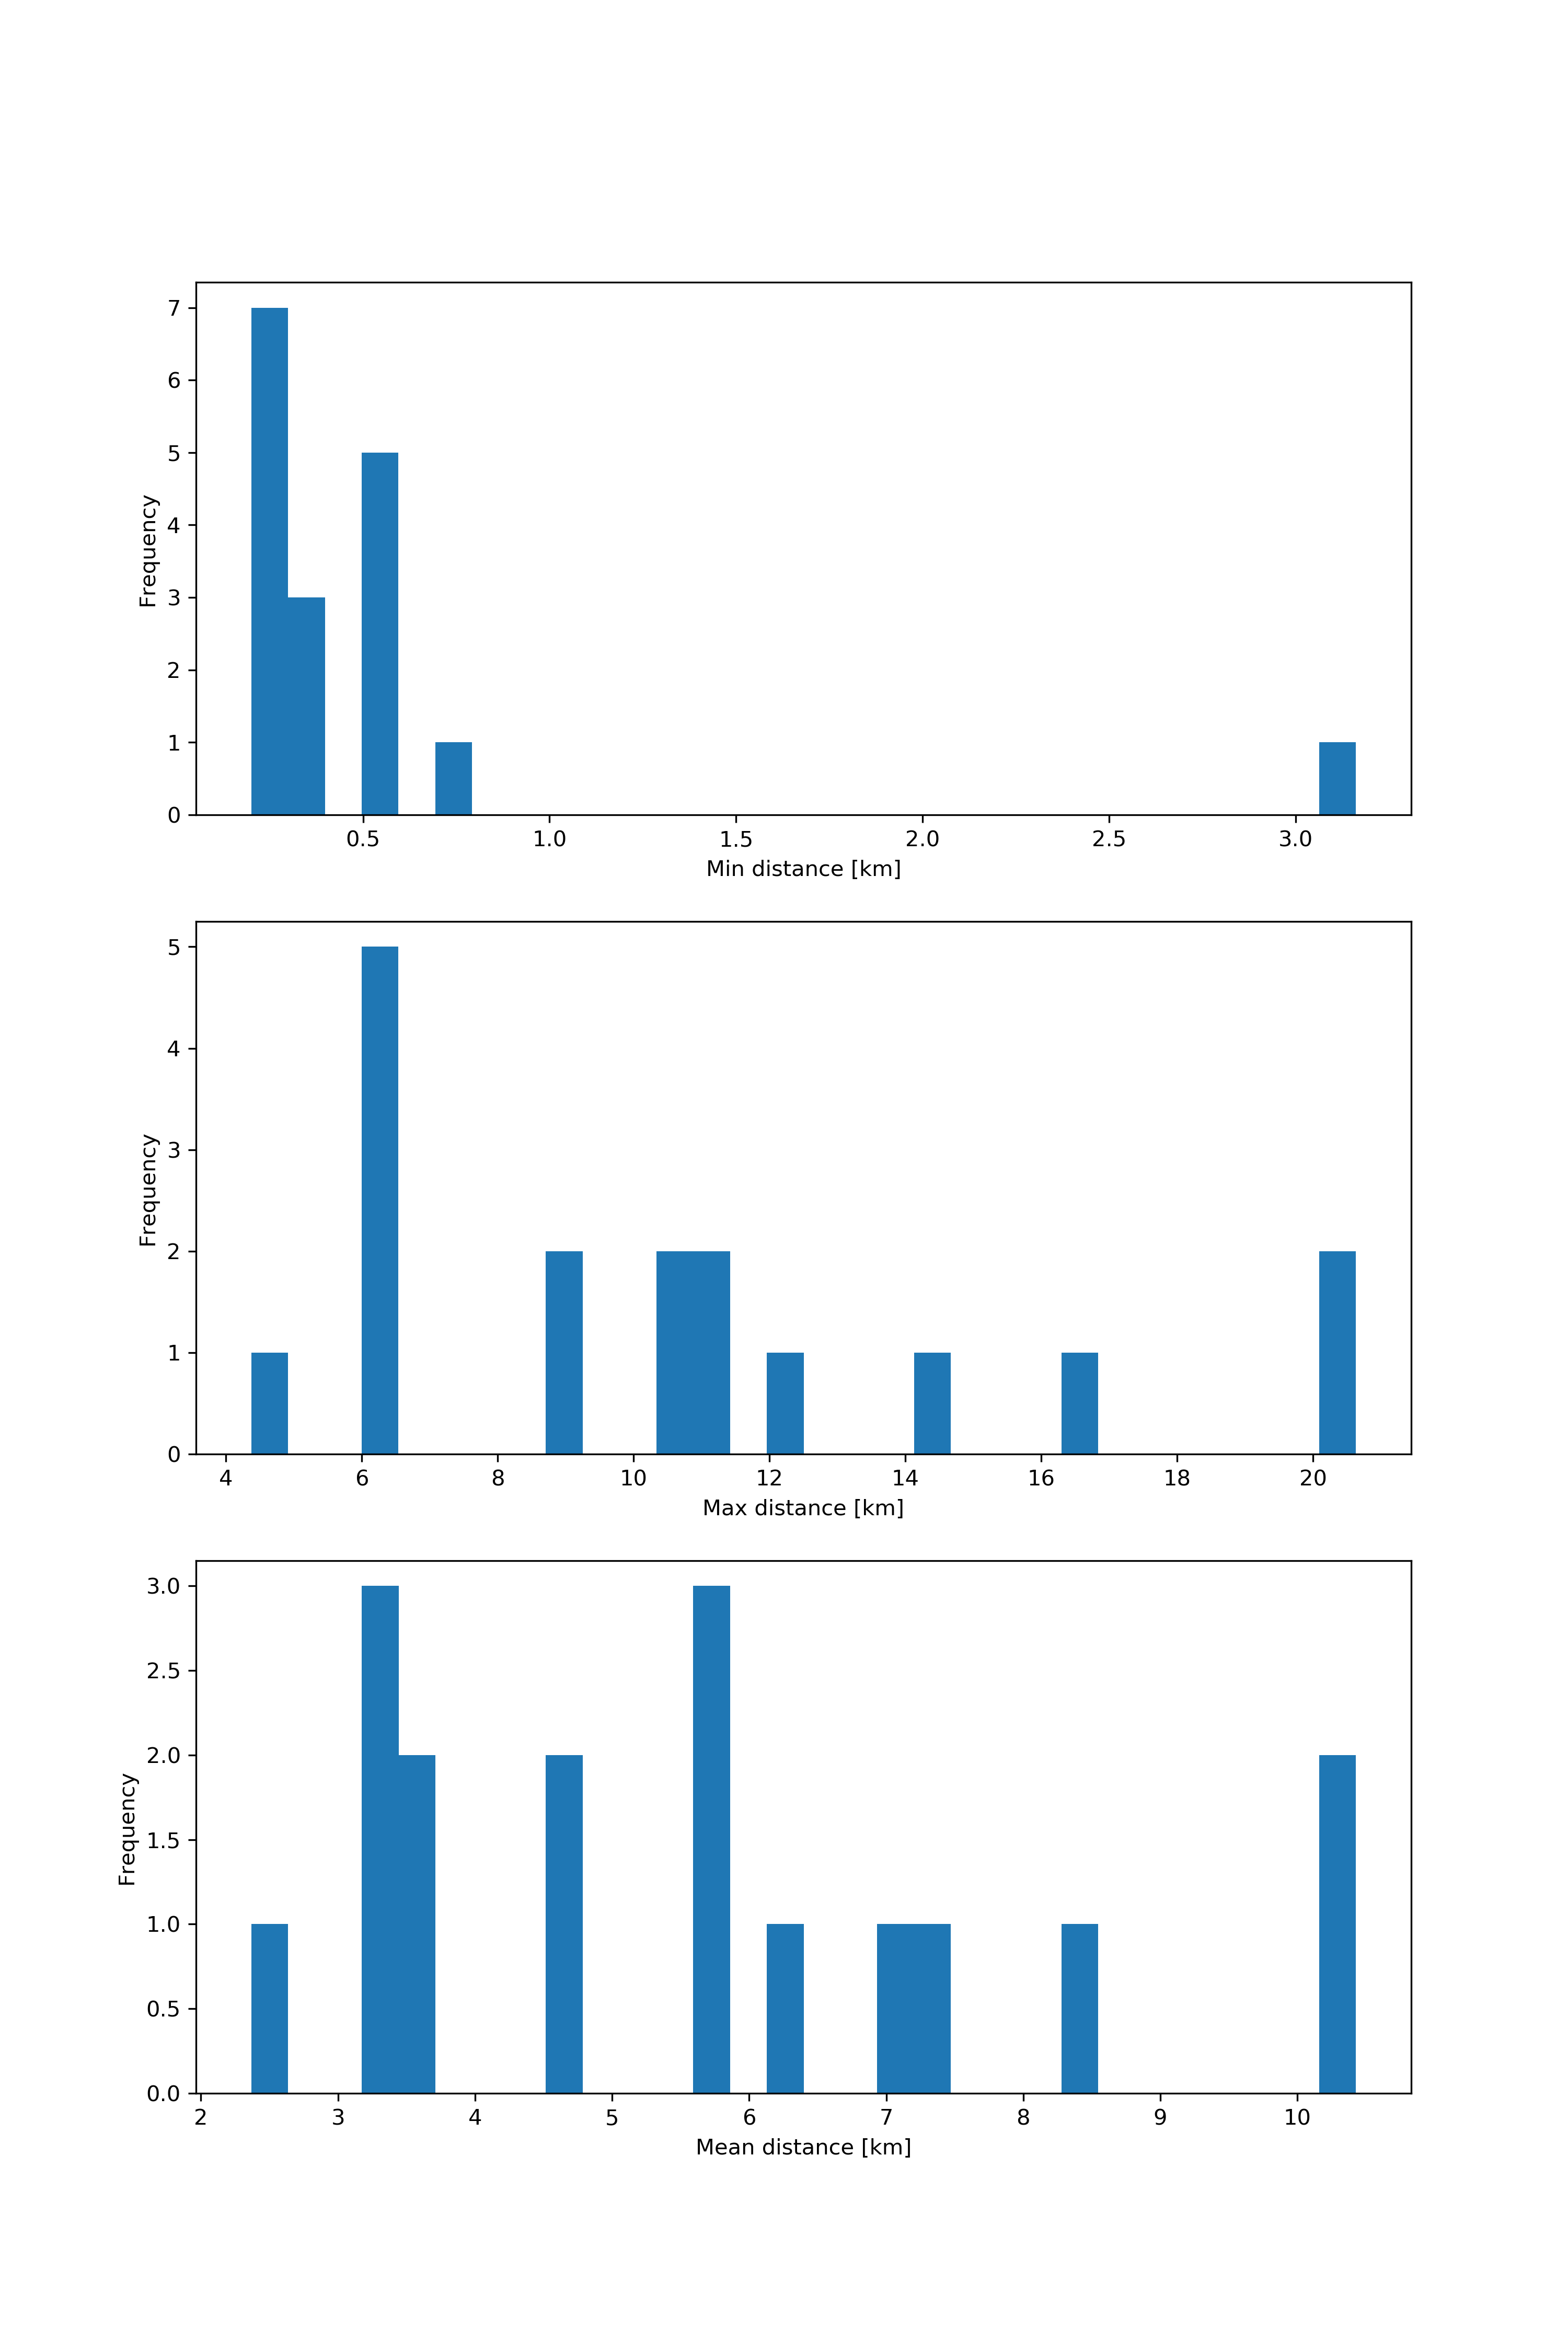 7
6
5
4
3
2
1
0
Frequency
0.5 1.0 1.5 2.0 2.5 3.0
Min distance [km]
5
4
3
2
1
0
Frequency
4 6 8 10 12 14 16 18 20
Max distance [km]
3.0
2.5
2.0
1.5
1.0
0.5
0.0
Frequency
2 3 4 5 6 7 8 9 10
Mean distance [km]